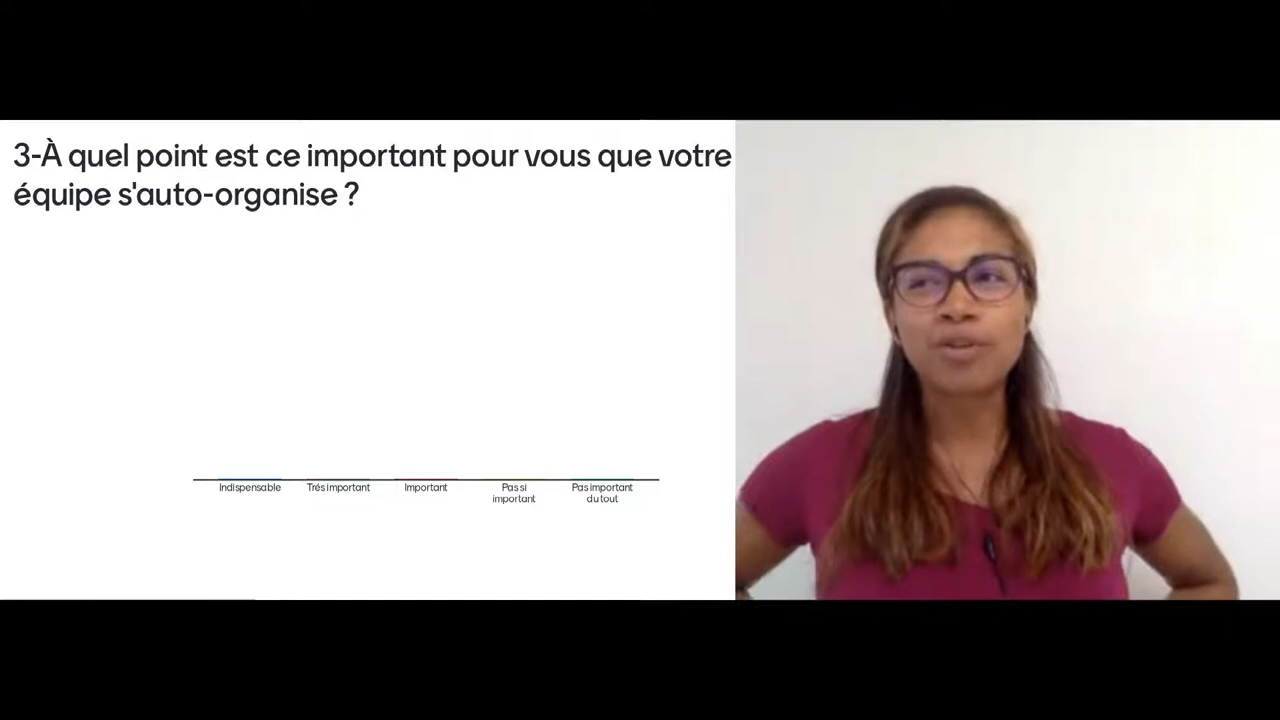 3-À quel point est ce important pour vous que votre
équipe s'auto-organise ?
Indispensable
Trés important
Important
Pas si
important
Pas important
du tout